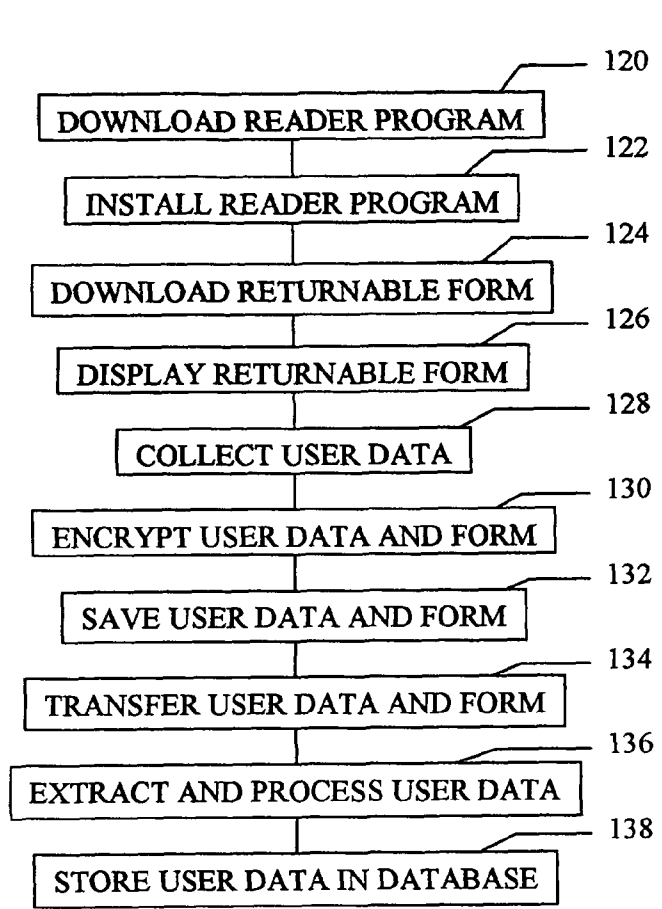 120
DOWNLOAD READER PROGRAM
122
INSTALL READER PROGRAM
124
DOWNLOAD RETURNABLE FORM
126
DISPLAY RETURNABLE FORM
128
COLLECT USER DATA
130
ENCRYPT USER DATA AND FORM
132
SAVE USER DATA AND FORM
134
TRANSFER USER DATA AND FORM
136
EXTRACT AND PROCESS USER DATA
138
STORE USER DATA IN DATABASE